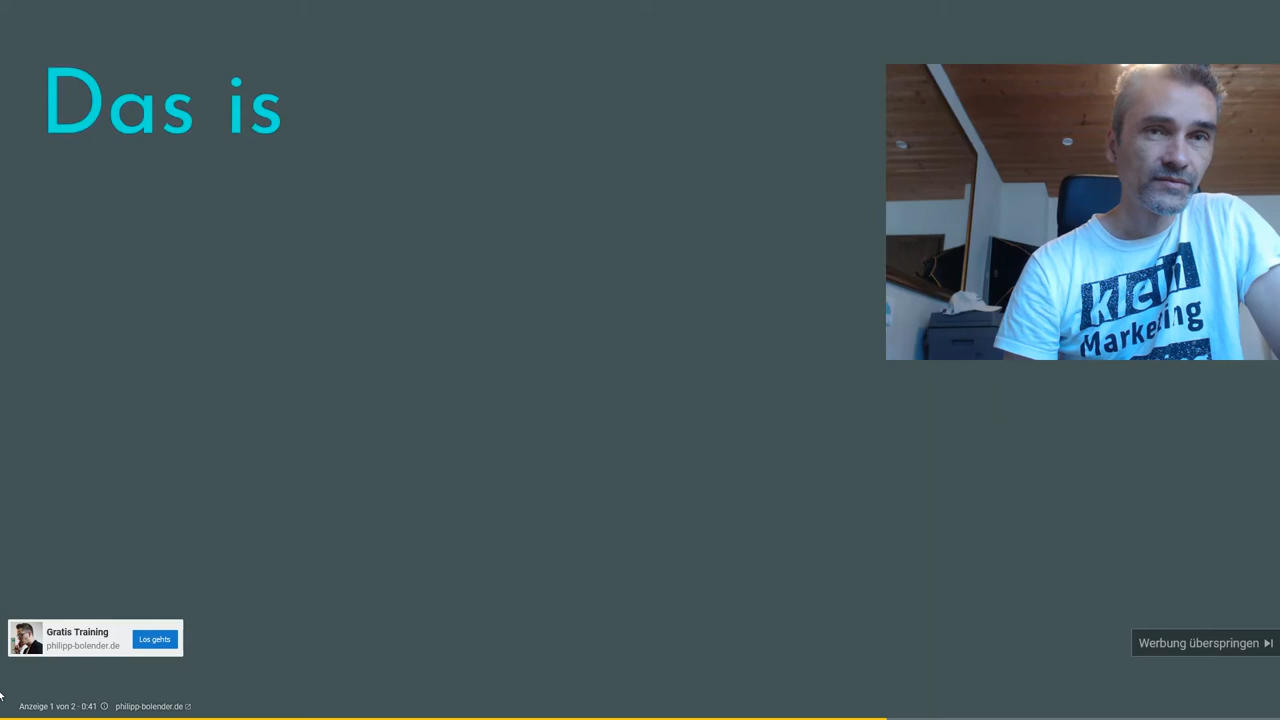 Das is
klein
Marketing
Gratis Training
philipp-bolender.de
Los gehts
Werbung überspringen
Anzeige 1 von 2 · 0:41
philipp-bolender.de